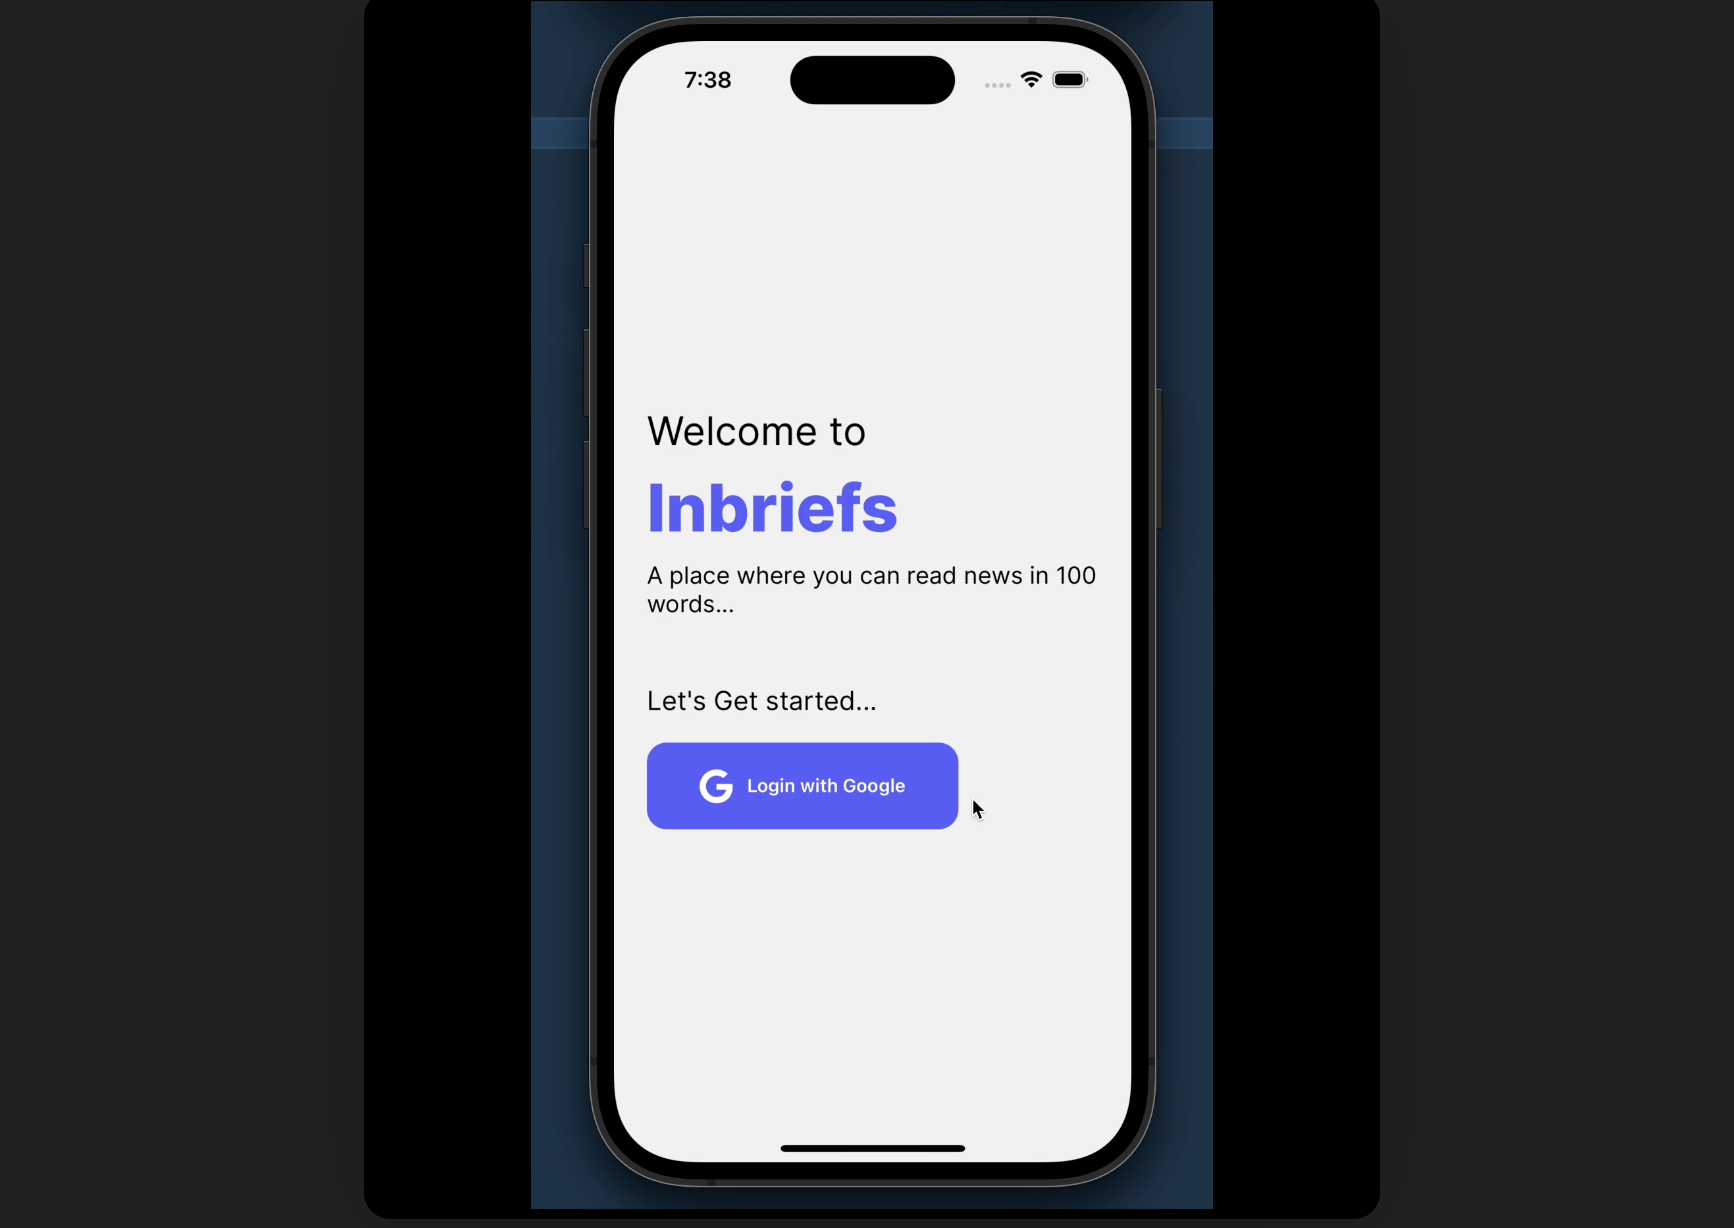 7:38
Welcome to
Inbriefs
A place where you can read news in 100
words...
Let's Get started...
Login with Google